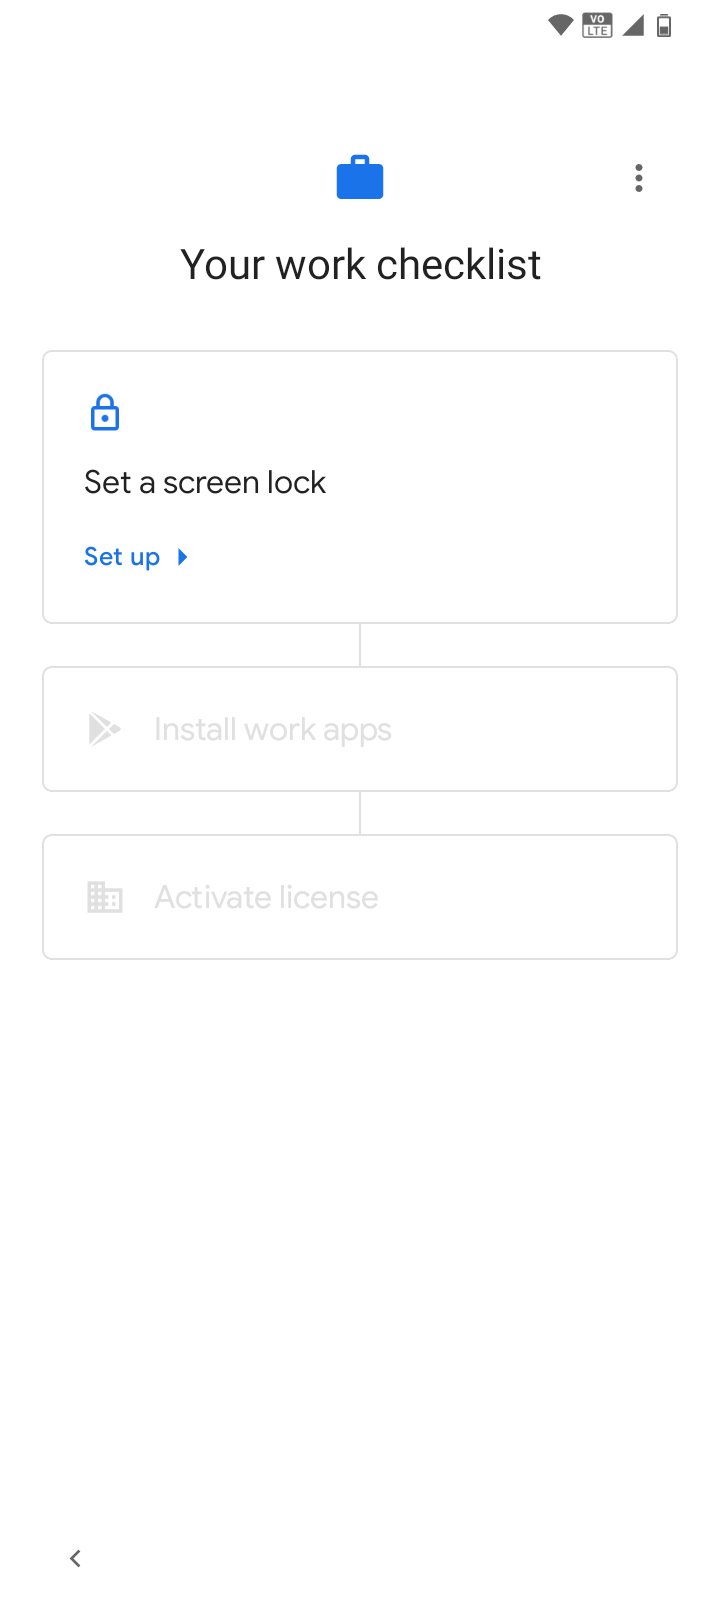 VO
LTE
Your work checklist
Set a screen lock
Set up
Install work apps
Activate license